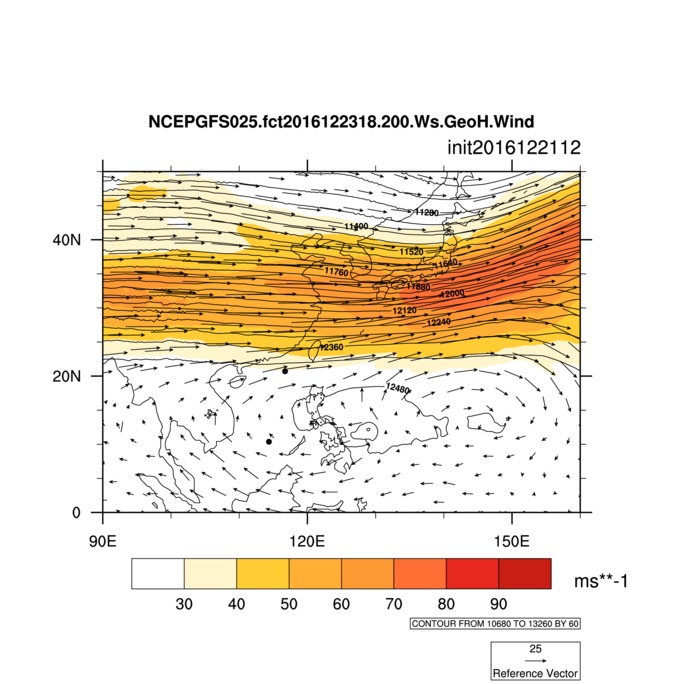 NCEPGFS025.fct2016122318.200.Ws.GeoH.Wind
init2016122112
11280
11400
40N
11520
11640
11760
11880
12000
12120
12240
12360
20N
12480
0
90E 120E 150E
30 40 50 60 70 80 90
ms**-1
CONTOUR FROM 10680 TO 13260 BY 60
25
Reference Vector